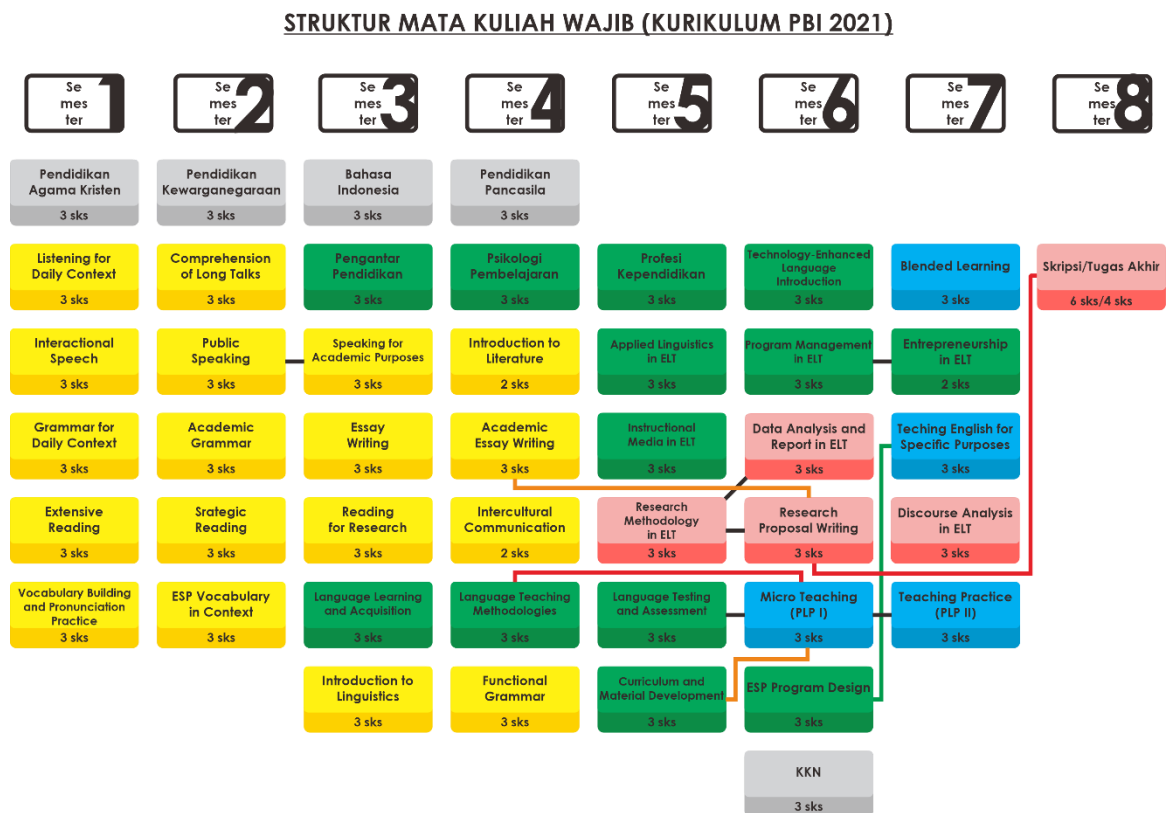 STRUKTUR MATA KULIAH WAJIB (KURIKULUM PBI 2021)
Se
mes
ter
1
Se
mes
ter
2
Se
mes
ter
3
Se
mes
ter
4
Se
mes
ter
5
Se
mes
ter
6
Se
mes
ter
7
Se
mes
ter
8
Pendidikan
Agama Kristen
3 sks
Pendidikan
Kewarganegaraan
3 sks
Bahasa
Indonesia
3 sks
Pendidikan
Pancasila
3 sks
Listening for
Daily Context
3 sks
Comprehension
of Long Talks
3 sks
Pengantar
Pendidikan
3 sks
Psikologi
Pembelajaran
3 sks
Profesi
Kependidikan
3 sks
Technology-Enhanced
Language
Introduction
3 sks
Blended Learning
3 sks
Skripsi/Tugas Akhir
6 sks/4 sks
Interactional
Speech
3 sks
Public
Speaking
3 sks
Speaking for
Academic Purposes
3 sks
Introduction to
Literature
2 sks
Applied Linguistics
in ELT
3 sks
Program Management
in ELT
3 sks
Entrepreneurship
in ELT
2 sks
Grammar for
Daily Context
3 sks
Academic
Grammar
3 sks
Essay
Writing
3 sks
Academic
Essay Writing
3 sks
Instructional
Media in ELT
3 sks
Data Analysis and
Report in ELT
3 sks
Teching English for
Specific Purposes
3 sks
Extensive
Reading
3 sks
Srategic
Reading
3 sks
Reading
for Research
3 sks
Intercultural
Communication
2 sks
Research
Methodology
in ELT
3 sks
Research
Proposal Writing
3 sks
Discourse Analysis
in ELT
3 sks
Vocabulary Building
and Pronunciation
Practice
3 sks
ESP Vocabulary
in Context
3 sks
Language Learning
and Acquisition
3 sks
Language Teaching
Methodologies
3 sks
Language Testing
and Assessment
3 sks
Micro Teaching
(PLP I)
3 sks
Teaching Practice
(PLP II)
3 sks
Introduction to
Linguistics
3 sks
Functional
Grammar
3 sks
Curriculum and
Material Development
3 sks
ESP Program Design
3 sks
KKN
3 sks